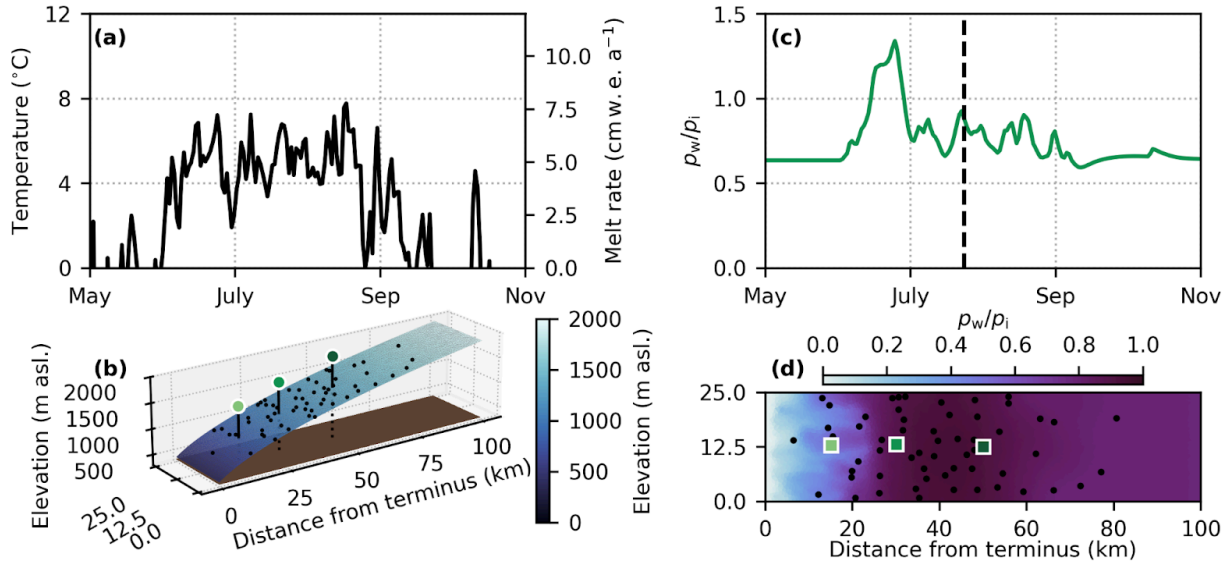 (a)
Temperature (°C)
12
8
4
0
May
July
Sep
Nov
10.0
7.5
5.0
2.5
0.0
Melt rate (cm w. e. a⁻¹)
(c)
p_w/p_i
1.5
1.0
0.5
0.0
May
July
Sep
Nov
(b)
Elevation (m asl.)
2000
1500
1000
500
25.0
12.5
0.0
0
25
50
75
100
Distance from terminus (km)
2000
1500
1000
500
0
Elevation (m asl.)
p_w/p_i
0.0 0.2 0.4 0.6 0.8 1.0
(d)
25.0
12.5
0.0
0 20 40 60 80 100
Distance from terminus (km)